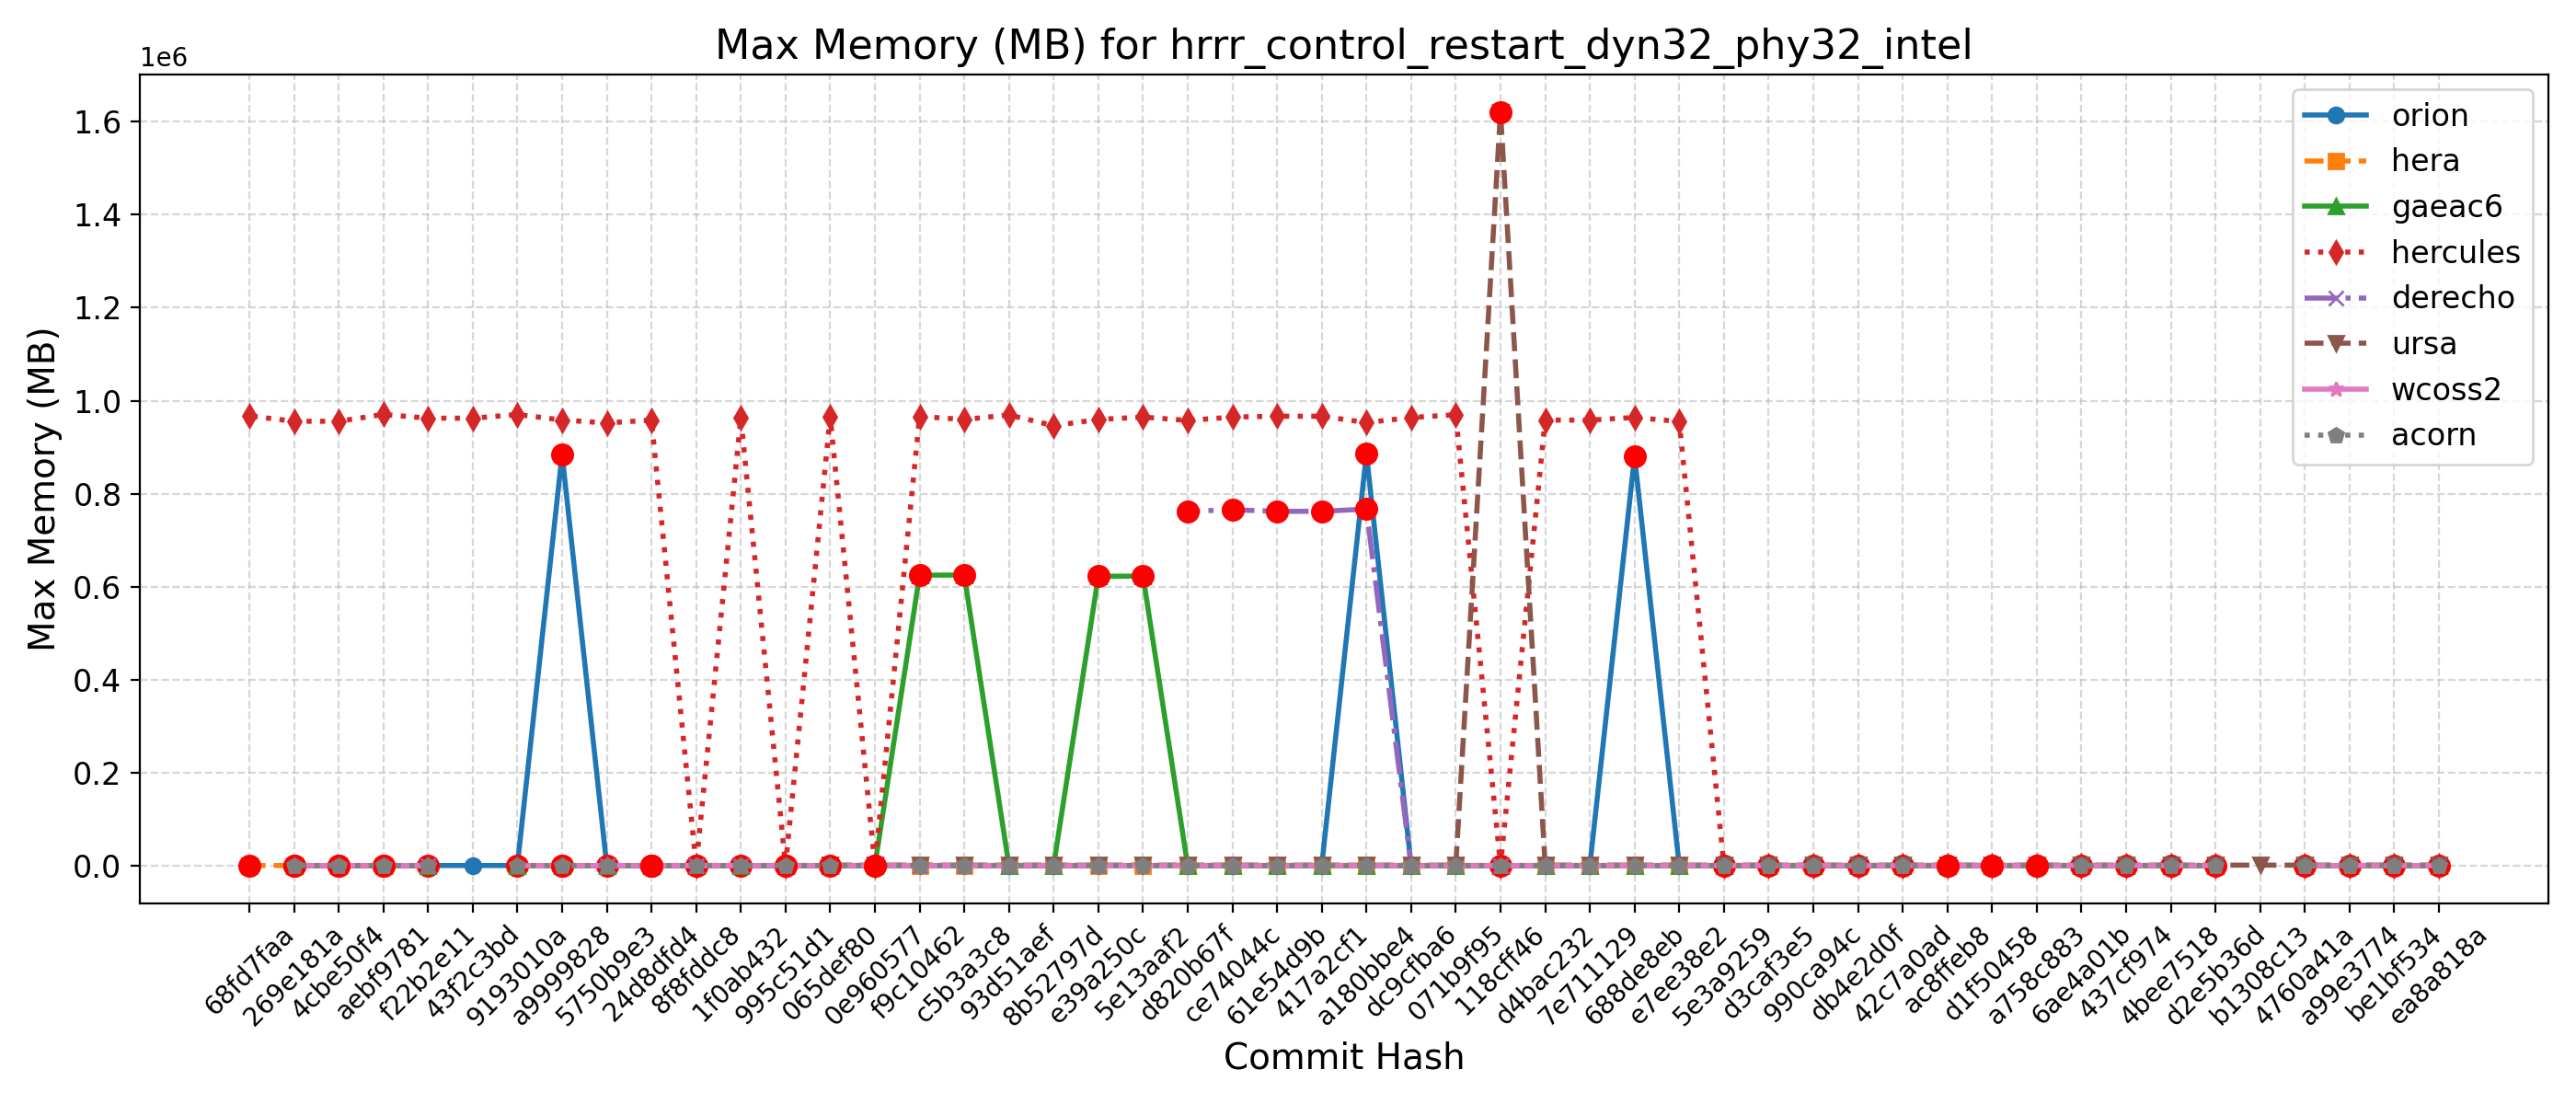 Max Memory (MB) for hrrr_control_restart_dyn32_phy32_intel
1e6
1.6
1.4
1.2
1.0
0.8
0.6
0.4
0.2
0.0
Max Memory (MB)
orion
hera
gaeac6
hercules
derecho
ursa
wcoss2
acorn
68fd7faa
269e181a
4cbe50f4
aebf9781
f22b2e11
43f2c3bd
9193010a
a9999828
5750b9e3
24d8dfd4
8f8fddc8
1f0ab432
995c51d1
065def80
0e960577
f9c10462
c5b3a3c8
93d51aef
8b52797d
e39a250c
5e13aaf2
d820b67f
ce74044c
61e54d9b
417a2cf1
a180bbe4
dc9cfba6
071b9f95
118cff46
d4bac232
7e711129
688de8eb
e7ee38e2
5e3a9259
d3caf3e5
990ca94c
db4e2d0f
42c7a0ad
ac8ffeb8
d1f50458
a758c883
6ae4a01b
437cf974
4bee7518
d2e5b36d
b1308c13
4760a41a
a99e3774
be1bf534
ea8a818a
Commit Hash